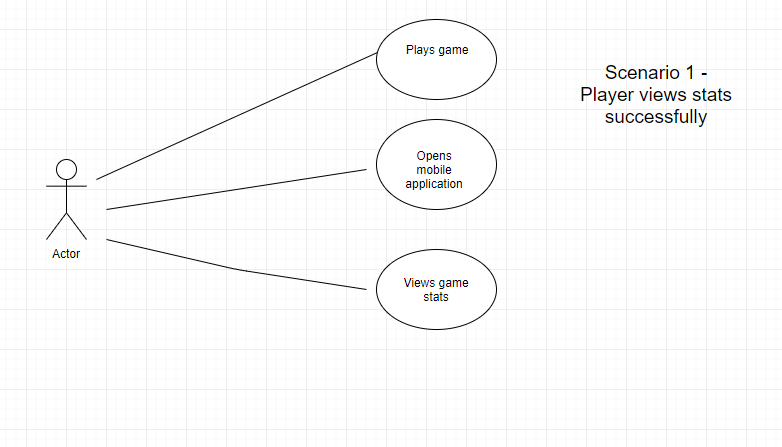 Plays game
Scenario 1 -
Player views stats
successfully
Opens
mobile
application
Actor
Views game
stats